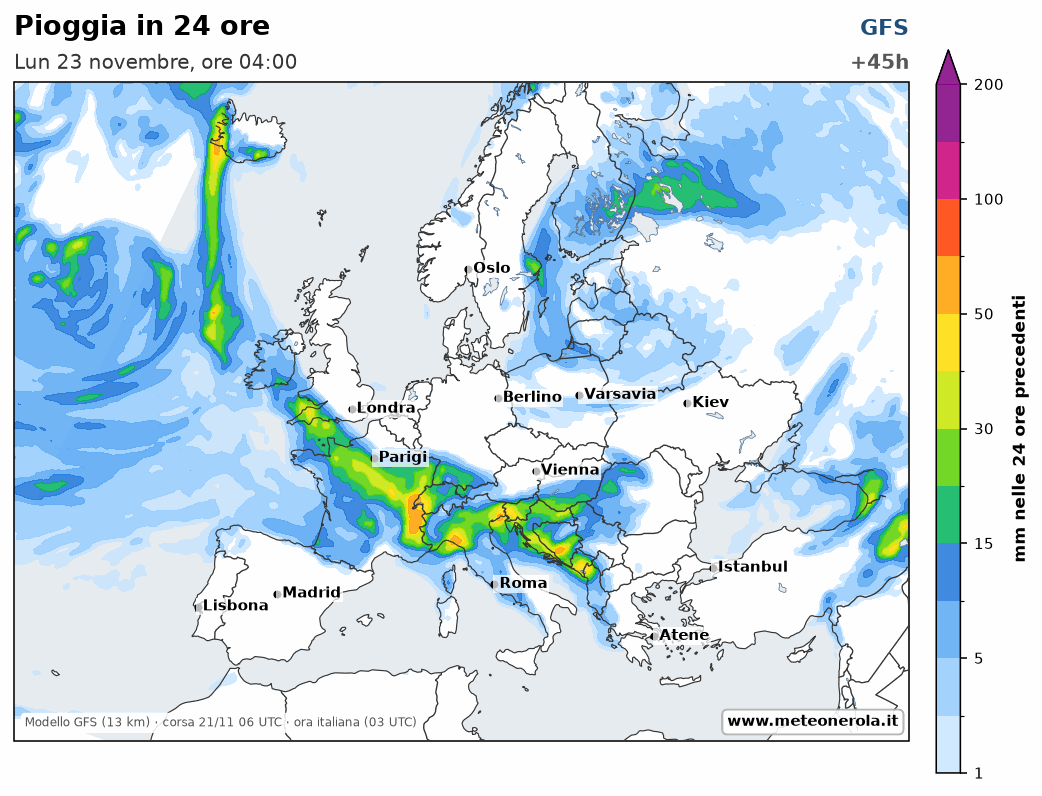 Pioggia in 24 ore
GFS
Lun 23 novembre, ore 04:00
+45h
200
100
50
30
15
5
1
mm nelle 24 ore precedenti
Oslo
Berlino
Varsavia
Kiev
Londra
Parigi
Vienna
Istanbul
Roma
Madrid
Lisbona
Atene
Modello GFS (13 km) · corsa 21/11 06 UTC · ora italiana (03 UTC)
www.meteonerola.it